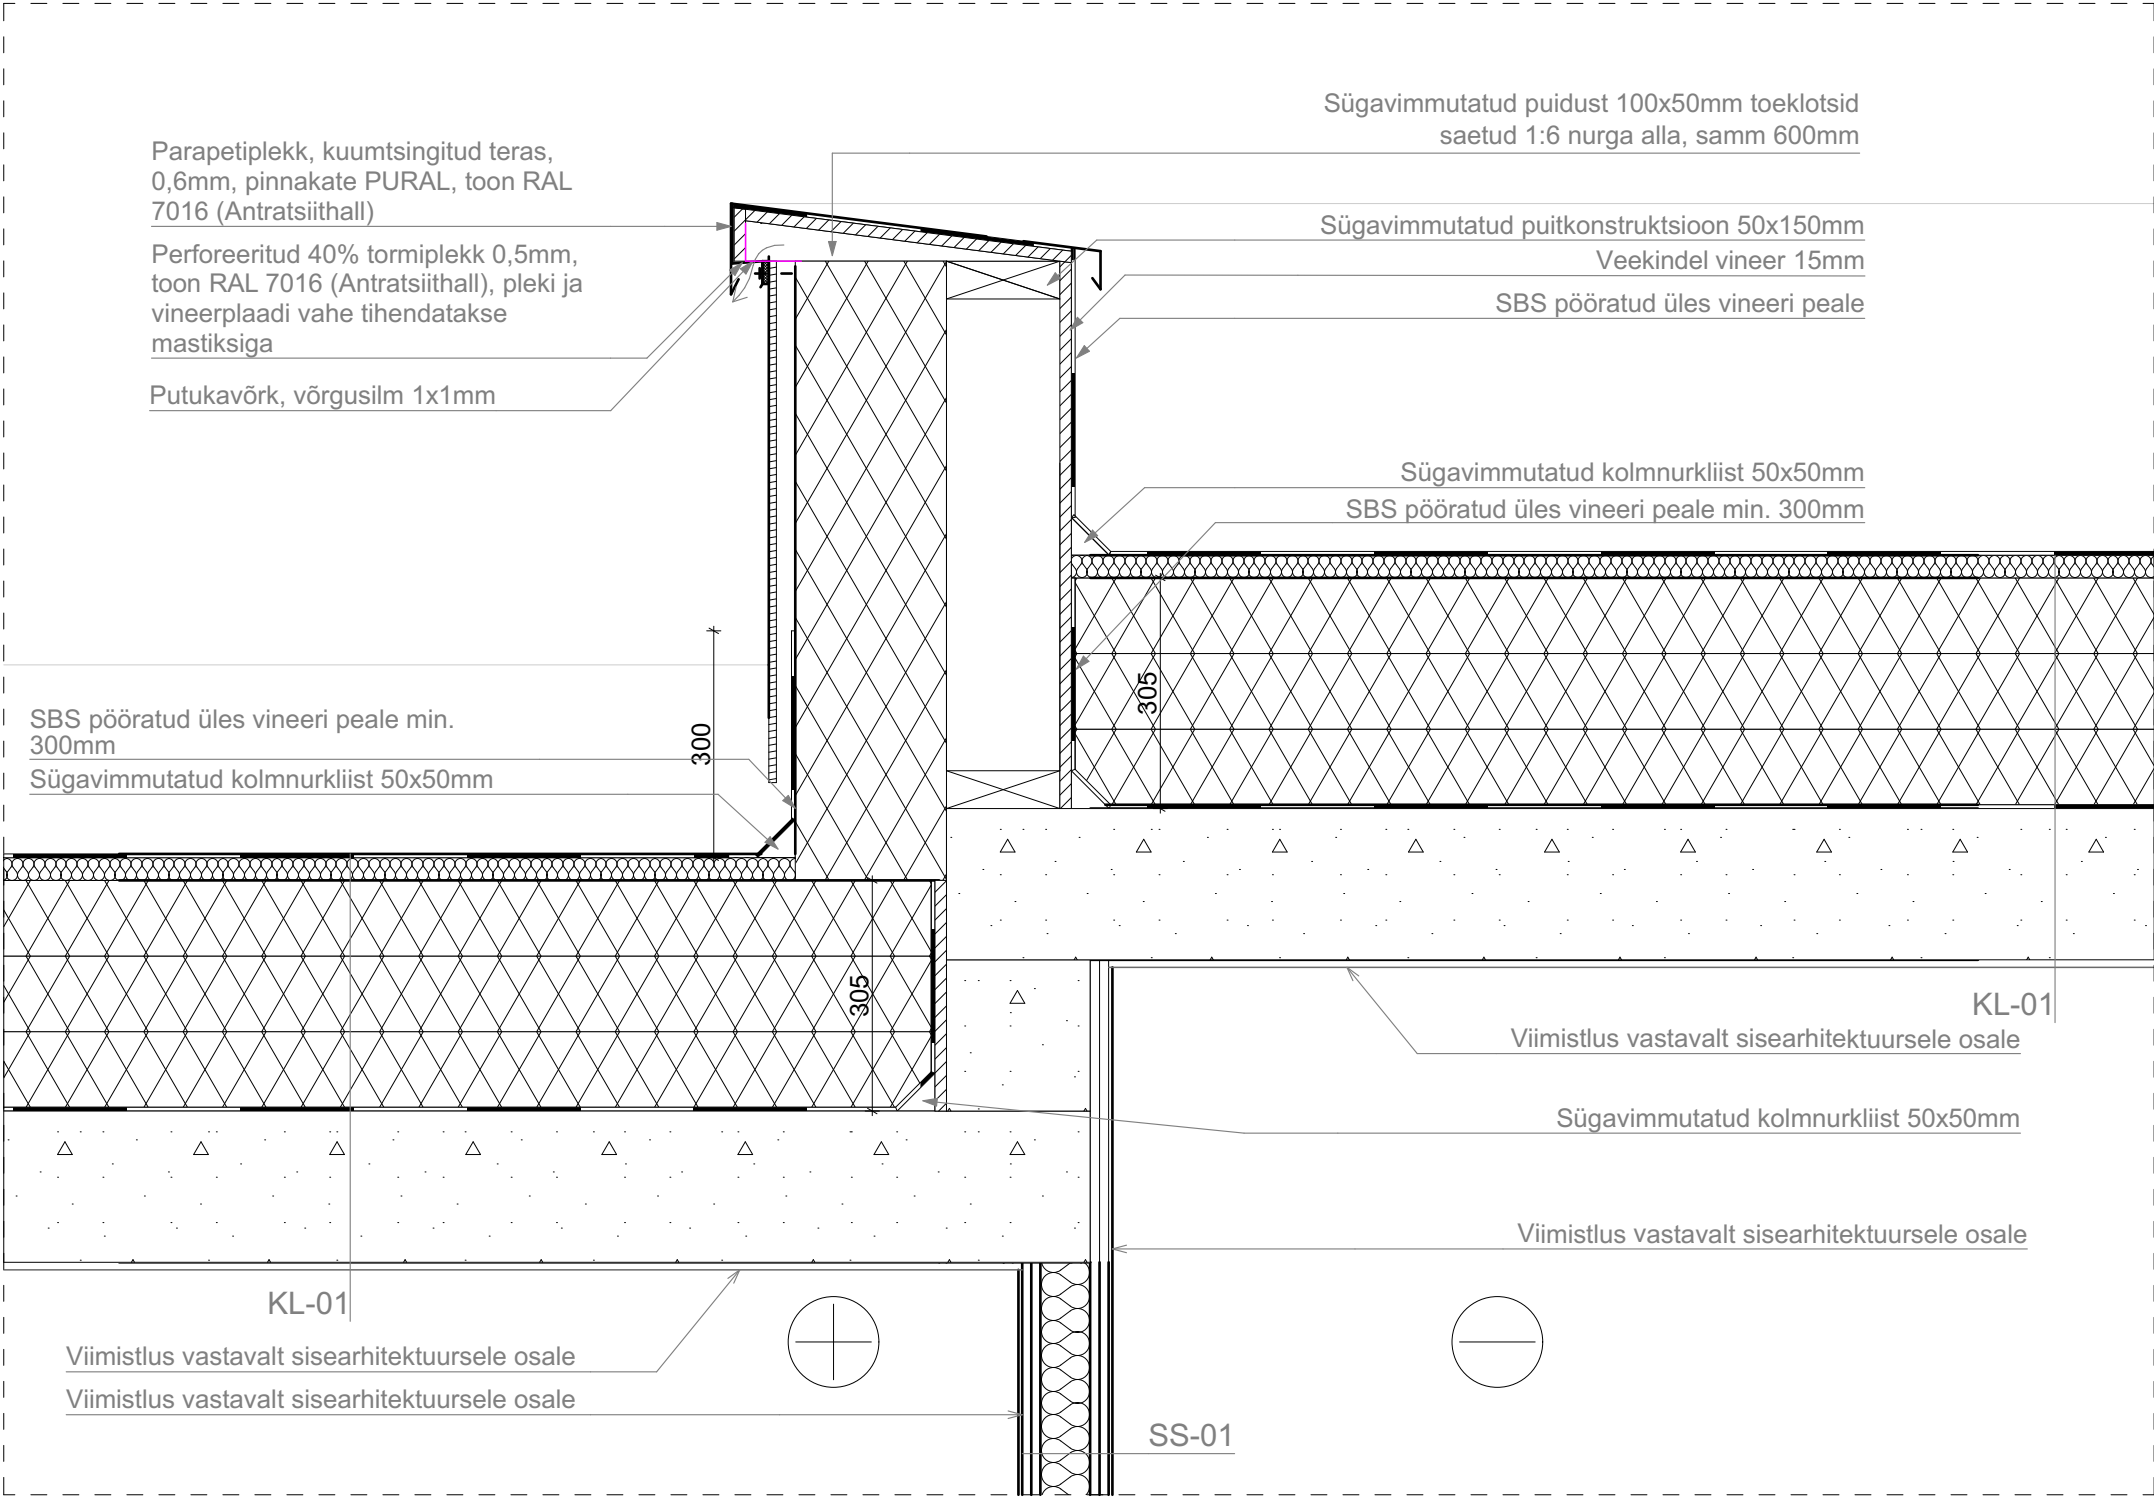 Sügavimmutatud puidust 100x50mm toeklotsid
saetud 1:6 nurga alla, samm 600mm
Parapetiplekk, kuumtsingitud teras,
0,6mm, pinnakate PURAL, toon RAL
7016 (Antratsiithall)
Perforeeritud 40% tormiplekk 0,5mm,
toon RAL 7016 (Antratsiithall), pleki ja
vineerplaadi vahe tihendatakse
mastiksiga
Putukavõrk, võrgusilm 1x1mm
Sügavimmutatud puitkonstruktsioon 50x150mm
Veekindel vineer 15mm
SBS pööratud üles vineeri peale
Sügavimmutatud kolmnurkliist 50x50mm
SBS pööratud üles vineeri peale min. 300mm
305
300
SBS pööratud üles vineeri peale min.
300mm
Sügavimmutatud kolmnurkliist 50x50mm
305
KL-01
Viimistlus vastavalt sisearhitektuursele osale
Sügavimmutatud kolmnurkliist 50x50mm
Viimistlus vastavalt sisearhitektuursele osale
KL-01
Viimistlus vastavalt sisearhitektuursele osale
Viimistlus vastavalt sisearhitektuursele osale
SS-01